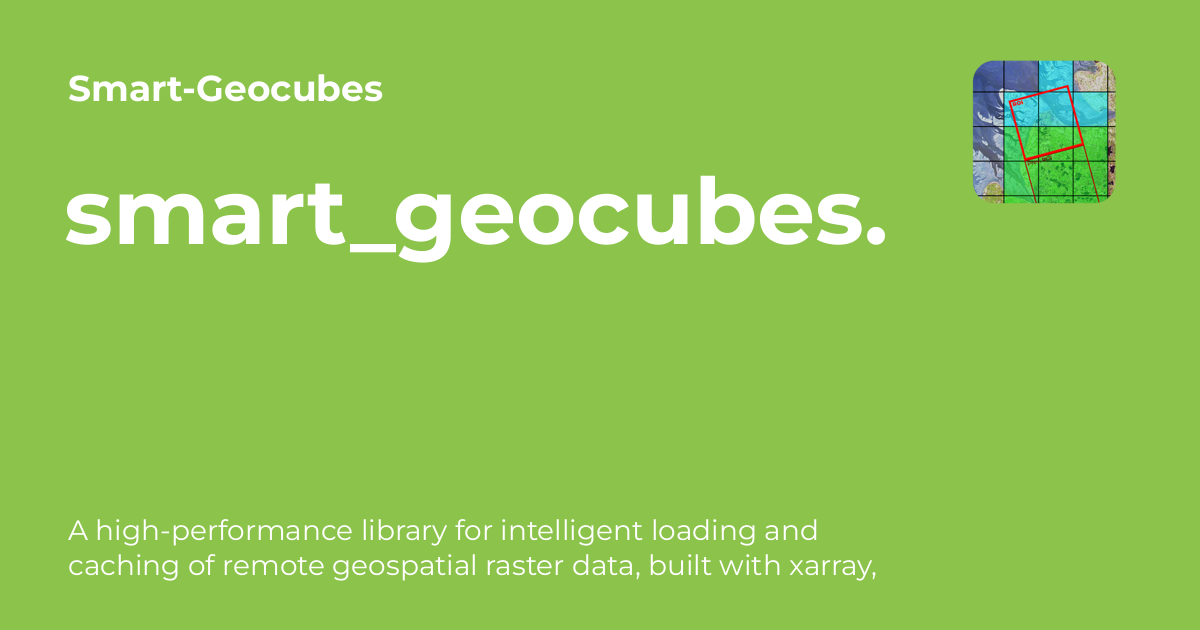 Smart-Geocubes
smart_geocubes.
A high-performance library for intelligent loading and
caching of remote geospatial raster data, built with xarray,